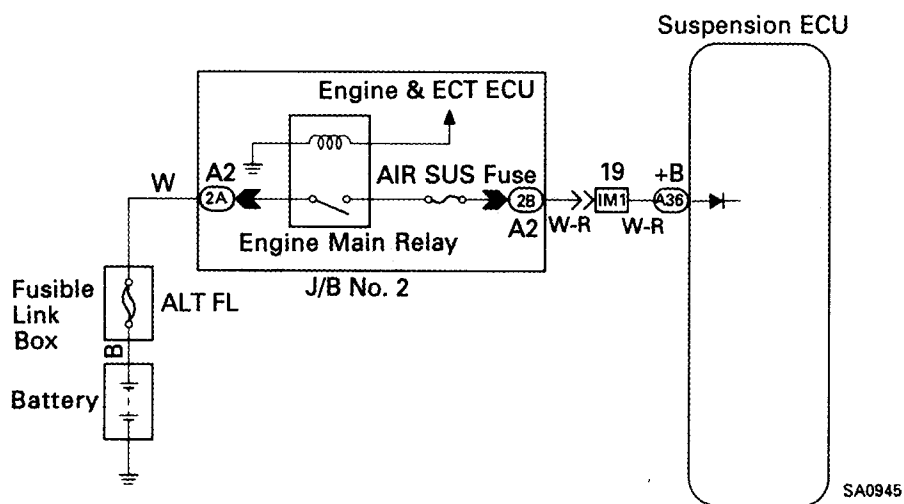 Suspension ECU
Engine & ECT ECU
W
A2
2A
AIR SUS Fuse
2B
A2
W-R
19
IM1
W-R
+B
A36
Engine Main Relay
J/B No. 2
Fusible
Link
Box
ALT FL
B
Battery
SA0945